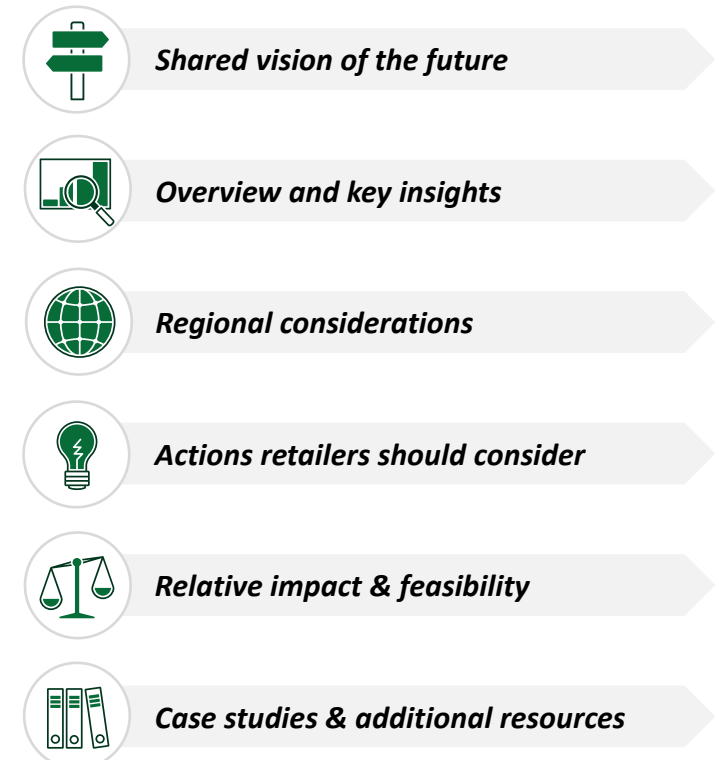 Shared vision of the future
Overview and key insights
Regional considerations
Actions retailers should consider
Relative impact & feasibility
Case studies & additional resources